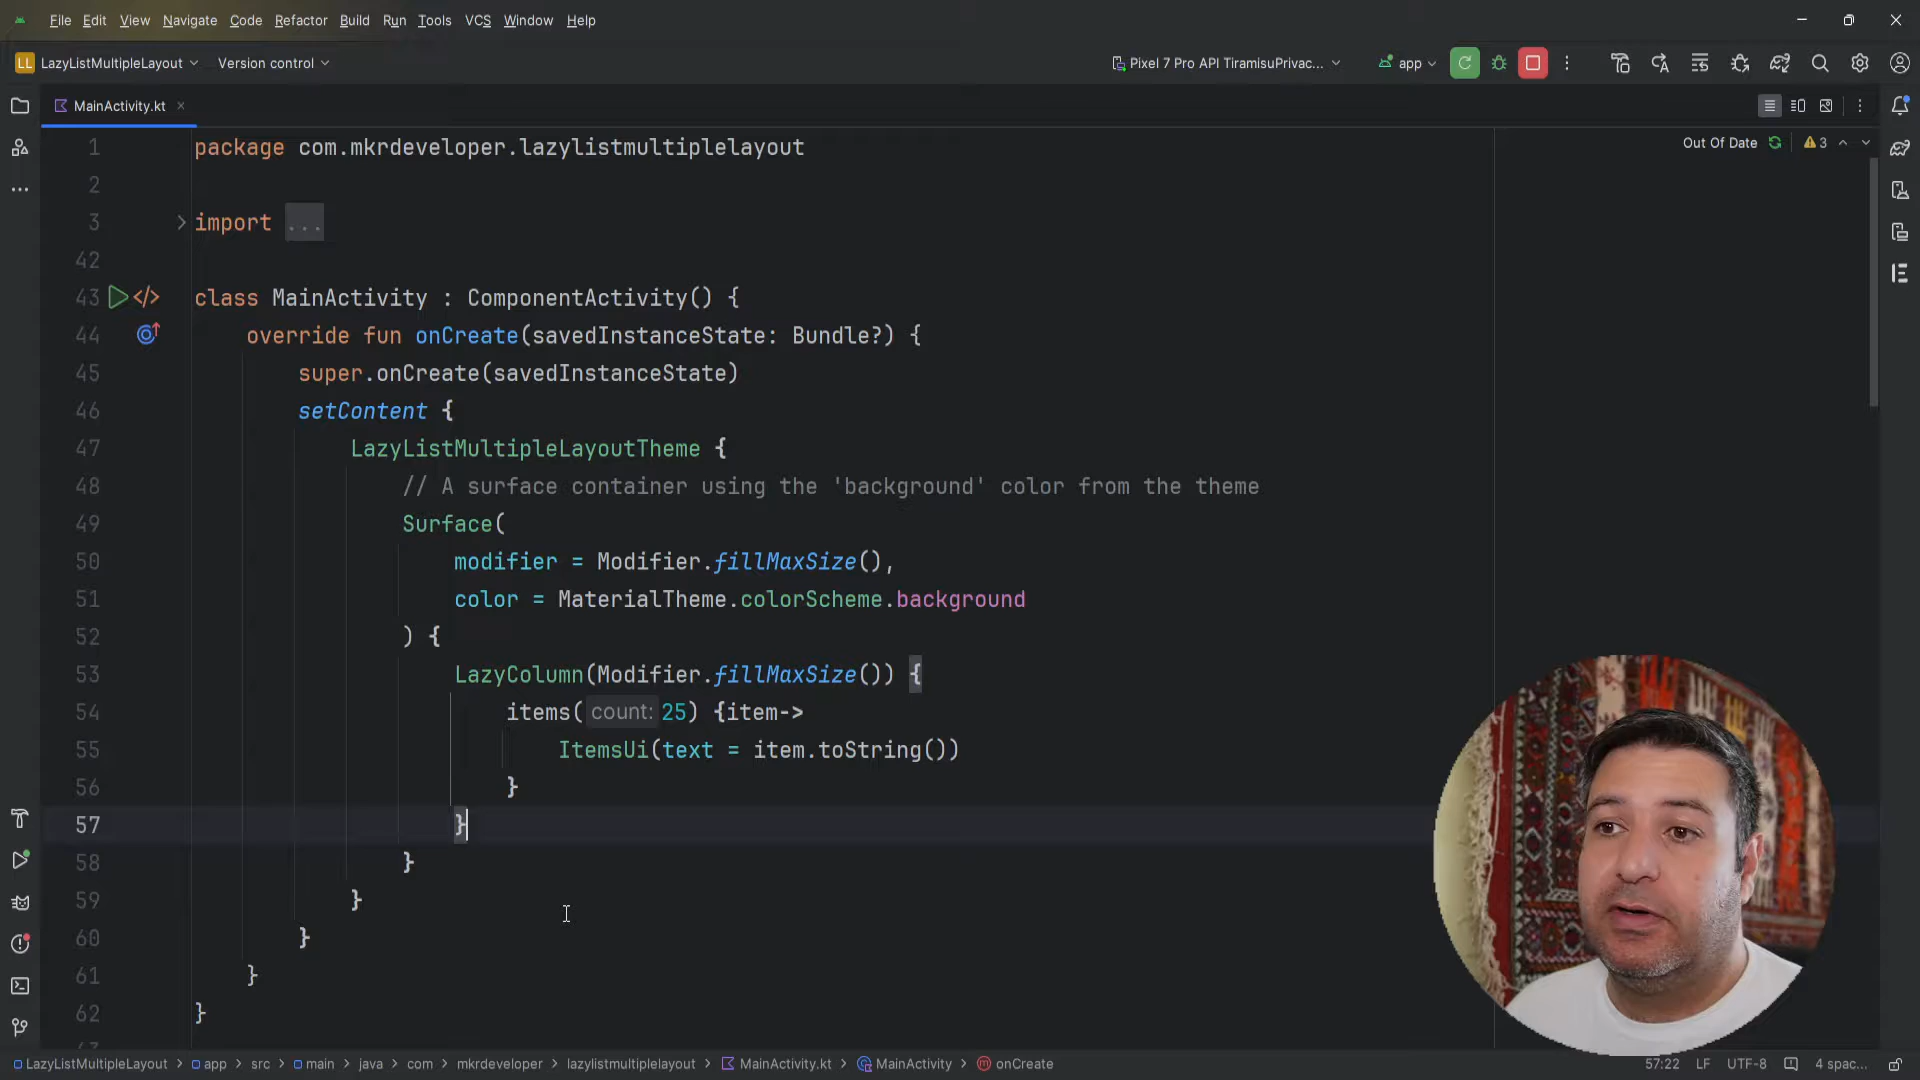 File Edit View Navigate Code Refactor Build Run Tools VCS Window Help
LL LazyListMultipleLayout Version control Pixel 7 Pro API TiramisuPrivac... app
MainActivity.kt
Out Of Date 3
1 package com.mkrdeveloper.lazylistmultiplelayout
2
3 import ...
42
43 class MainActivity : ComponentActivity() {
44 override fun onCreate(savedInstanceState: Bundle?) {
45 super.onCreate(savedInstanceState)
46 setContent {
47 LazyListMultipleLayoutTheme {
48 // A surface container using the 'background' color from the theme
49 Surface(
50 modifier = Modifier.fillMaxSize(),
51 color = MaterialTheme.colorScheme.background
52 ) {
53 LazyColumn(Modifier.fillMaxSize()) {
54 items( count: 25) {item->
55 ItemsUi(text = item.toString())
56 }
57 }
58 }
59 }
60 }
61 }
62 }
LazyListMultipleLayout > app > src > main > java > com > mkrdeveloper > lazylistmultiplelayout > MainActivity.kt > MainActivity > onCreate 57:22 LF UTF-8 4 spac...